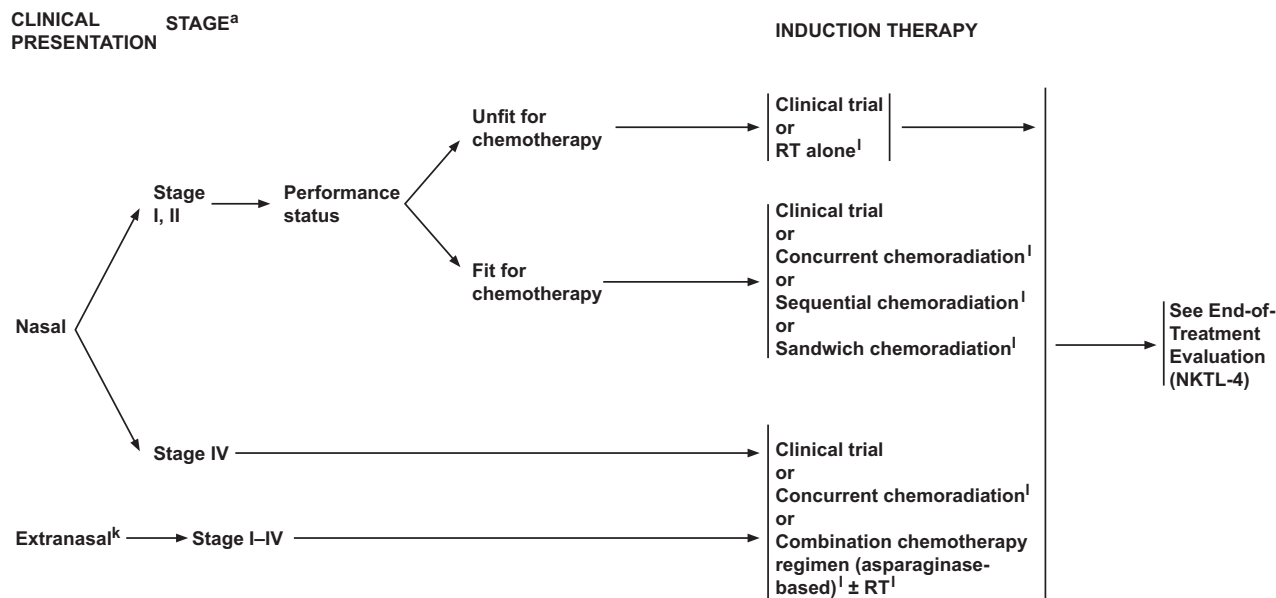 CLINICAL
PRESENTATION
STAGEᵃ
INDUCTION THERAPY
Unfit for
chemotherapy
Clinical trial
or
RT aloneˡ
Stage
I, II
Performance
status
Fit for
chemotherapy
Clinical trial
or
Concurrent chemoradiationˡ
or
Sequential chemoradiationˡ
or
Sandwich chemoradiationˡ
Nasal
See End-of-
Treatment
Evaluation
(NKTL-4)
Stage IV
Extranasalᵏ
Stage I–IV
Clinical trial
or
Concurrent chemoradiationˡ
or
Combination chemotherapy
regimen (asparaginase-
based)ˡ ± RTˡ